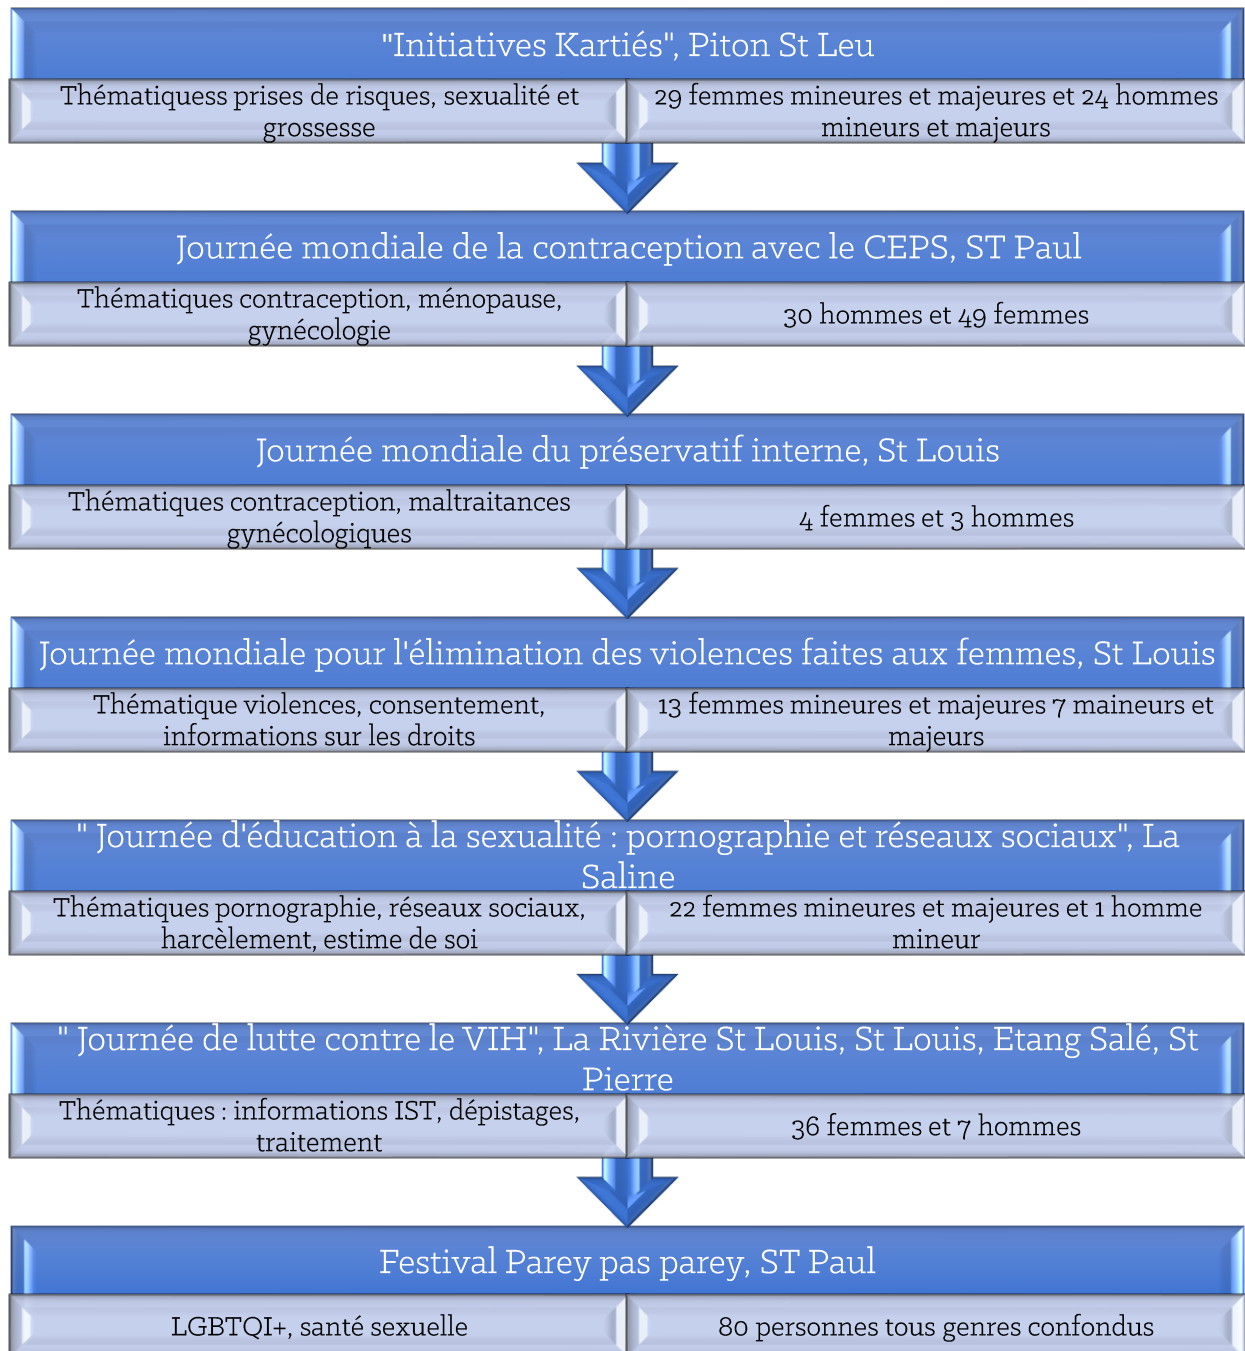 "Initiatives Kartiés", Piton St Leu
Thématiquess prises de risques, sexualité et
grossesse
29 femmes mineures et majeures et 24 hommes
mineurs et majeurs
Journée mondiale de la contraception avec le CEPS, ST Paul
Thématiques contraception, ménopause,
gynécologie
30 hommes et 49 femmes
Journée mondiale du préservatif interne, St Louis
Thématiques contraception, maltraitances
gynécologiques
4 femmes et 3 hommes
Journée mondiale pour l'élimination des violences faites aux femmes, St Louis
Thématique violences, consentement,
informations sur les droits
13 femmes mineures et majeures 7 maineurs et
majeurs
" Journée d'éducation à la sexualité : pornographie et réseaux sociaux", La
Saline
Thématiques pornographie, réseaux sociaux,
harcèlement, estime de soi
22 femmes mineures et majeures et 1 homme
mineur
" Journée de lutte contre le VIH", La Rivière St Louis, St Louis, Etang Salé, St
Pierre
Thématiques : informations IST, dépistages,
traitement
36 femmes et 7 hommes
Festival Parey pas parey, ST Paul
LGBTQI+, santé sexuelle
80 personnes tous genres confondus